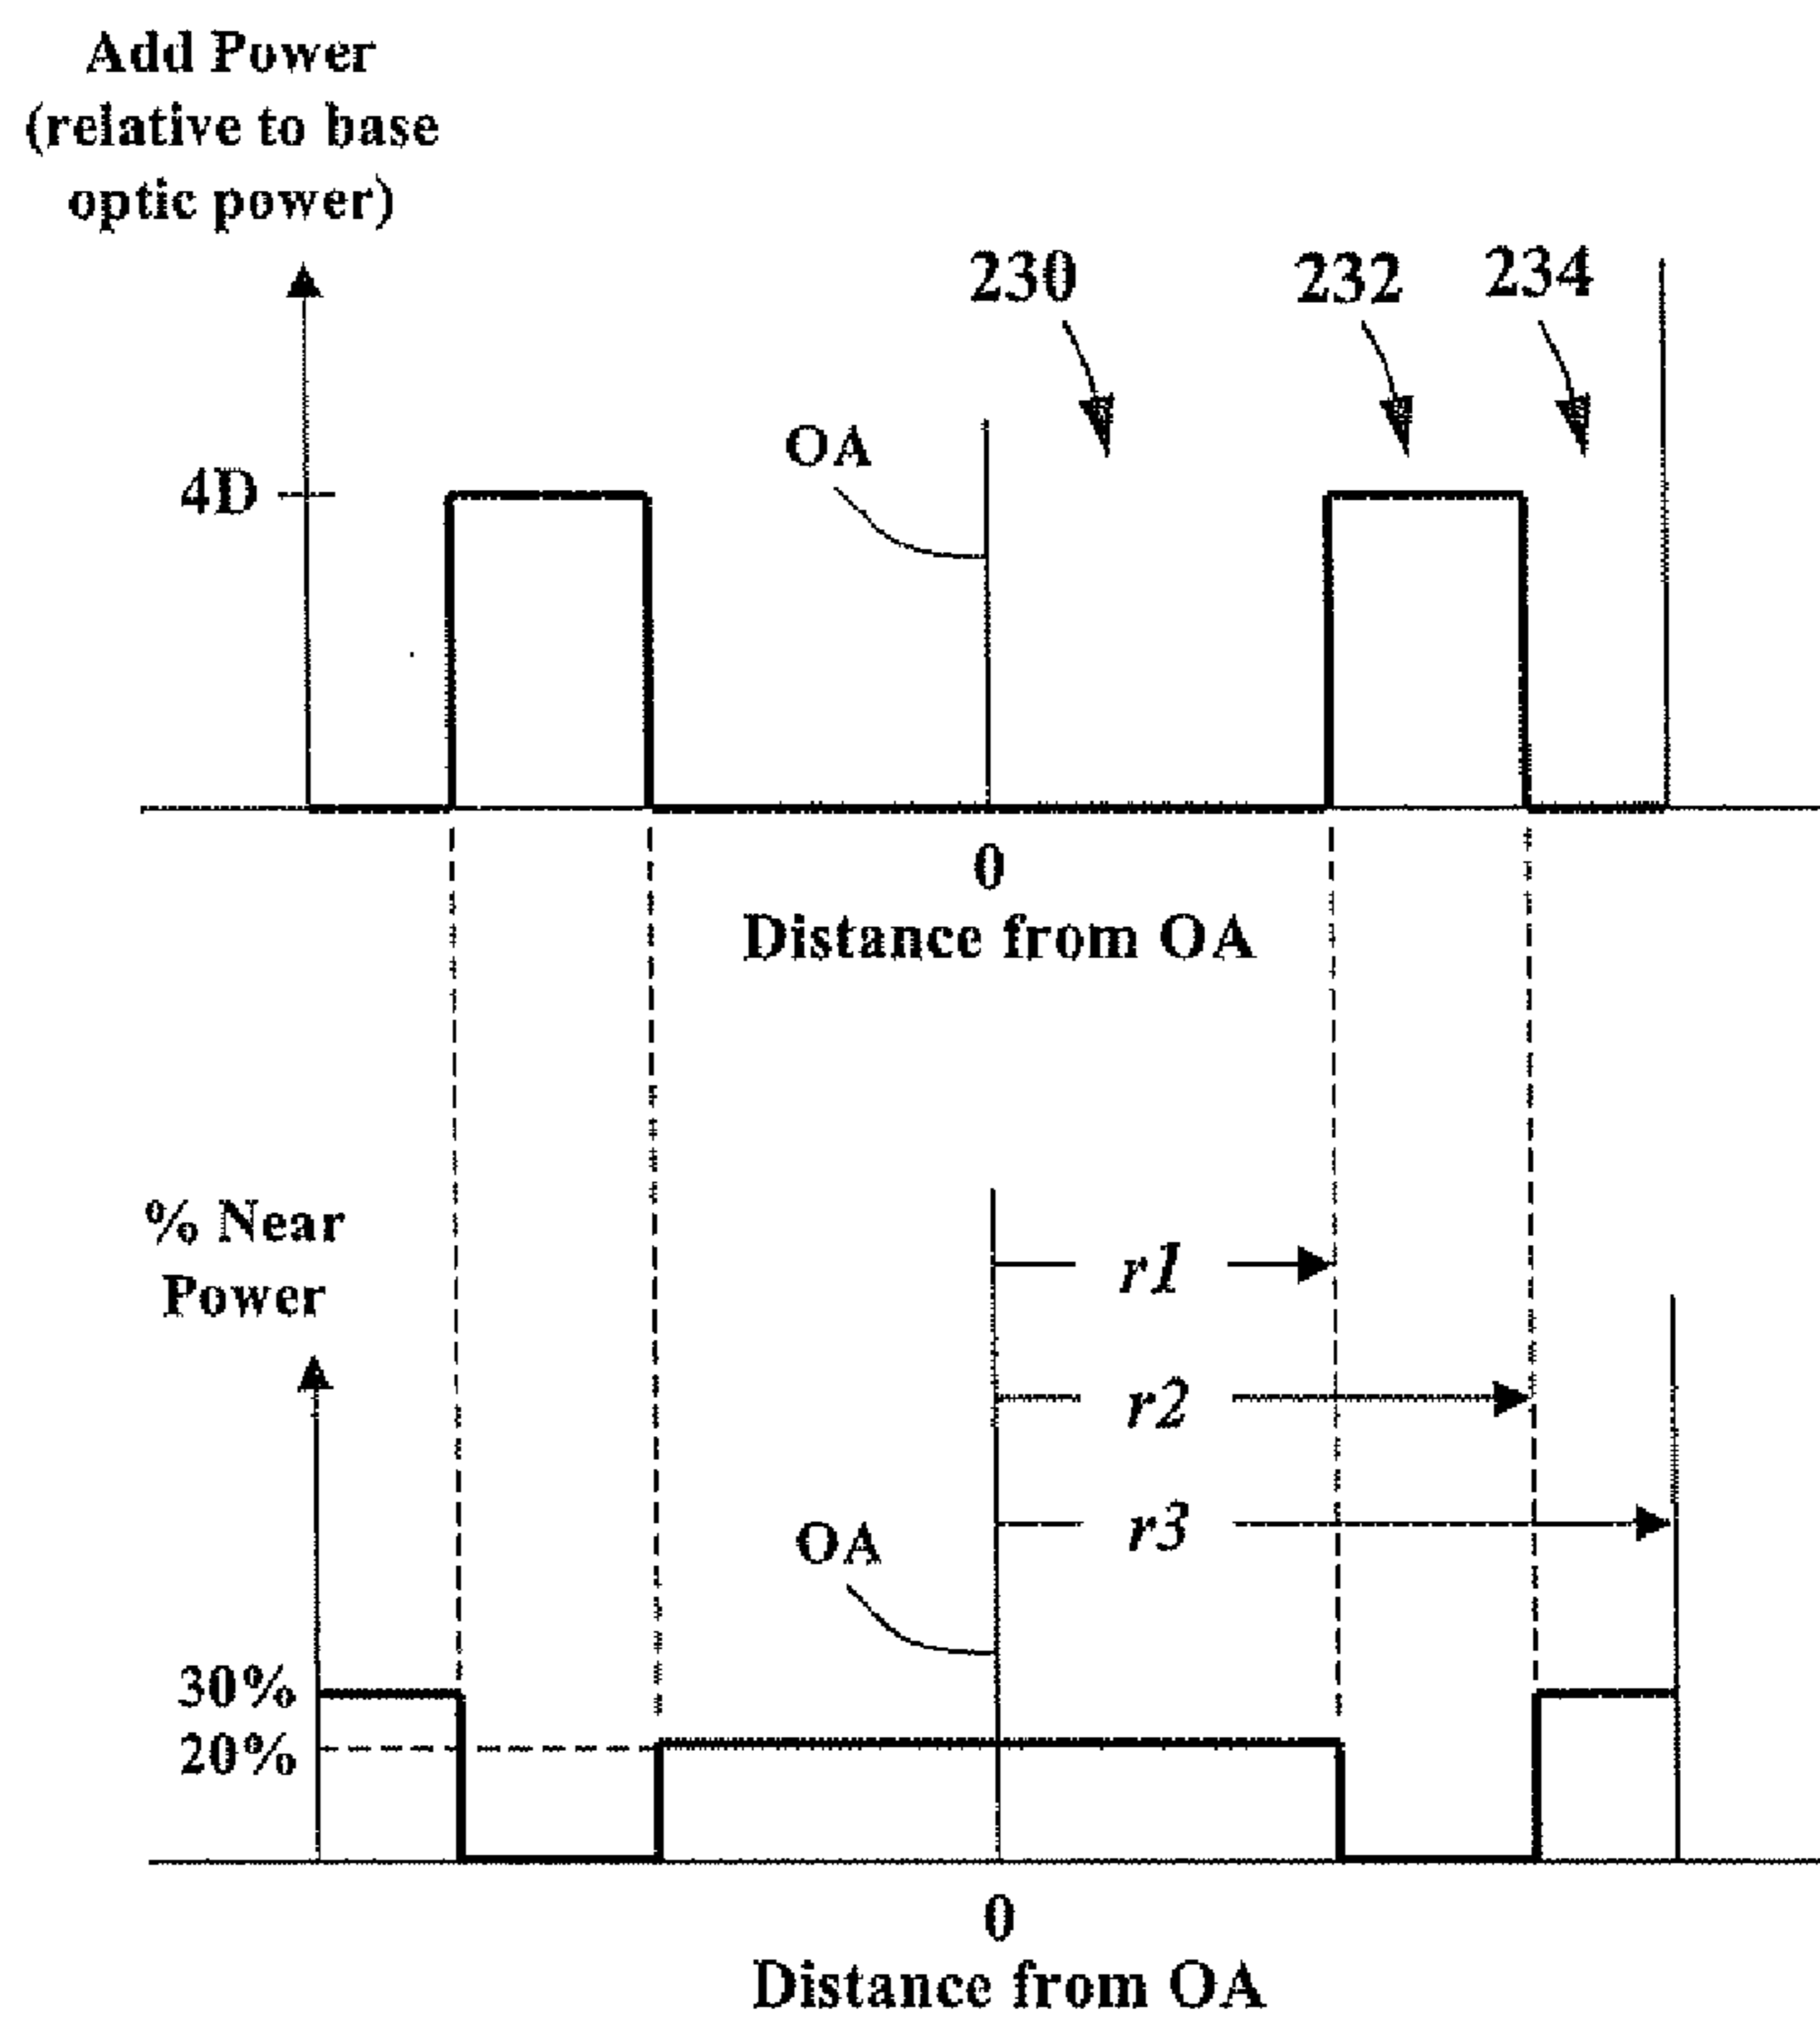 Add Power
(relative to base
optic power)
230
232
234
OA
4D
0
Distance from OA
% Near
Power
r1
r2
r3
OA
30%
20%
0
Distance from OA